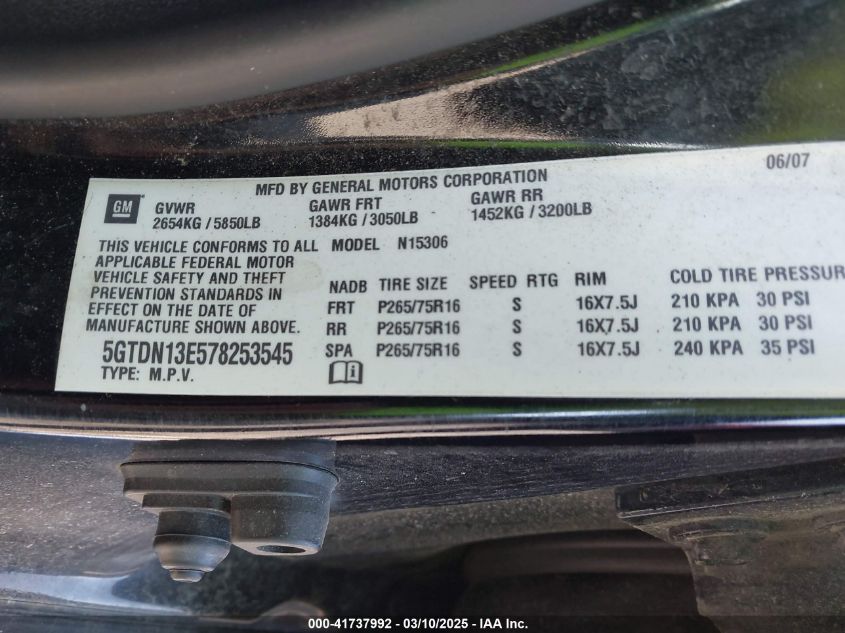 06/07
MFD BY GENERAL MOTORS CORPORATION
GM
GVWR GAWR FRT GAWR RR
2654KG / 5850LB 1384KG / 3050LB 1452KG / 3200LB
THIS VEHICLE CONFORMS TO ALL MODEL N15306
APPLICABLE FEDERAL MOTOR
VEHICLE SAFETY AND THEFT
PREVENTION STANDARDS IN
EFFECT ON THE DATE OF
MANUFACTURE SHOWN ABOVE.
5GTDN13E578253545
TYPE: M.P.V.
NADB TIRE SIZE SPEED RTG RIM COLD TIRE PRESSUR
FRT P265/75R16 S 16X7.5J 210 KPA 30 PSI
RR P265/75R16 S 16X7.5J 210 KPA 30 PSI
SPA P265/75R16 S 16X7.5J 240 KPA 35 PSI
000-41737992 - 03/10/2025 - IAA Inc.